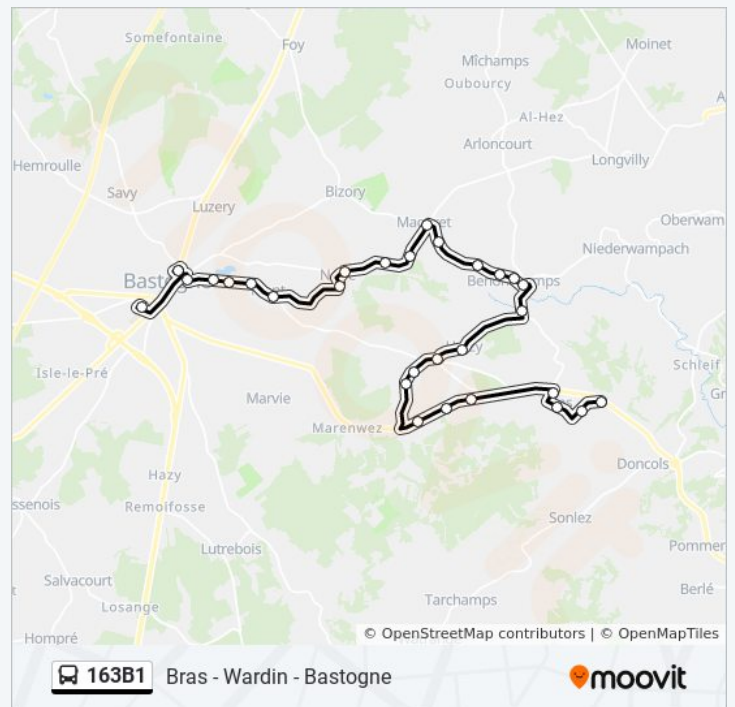 Somefontaine
Foy
Moinet
Mîchamps
Oubourcy
Al-Hez
Arloncourt
Longvilly
Hemroulle
Savy
Bizory
Luzery
Oberwam
Niederwampach
Isle-le-Pré
Schleif
Marvie
Marenwez
Doncols
Hazy
ssenois
Remoifosse
Sonlez
Lutrebois
Pommer
Salvacourt
Tarchamps
Berlé
Losange
Hompré
© OpenStreetMap contributors | © OpenMapTiles
163B1 Bras - Wardin - Bastogne
moovit